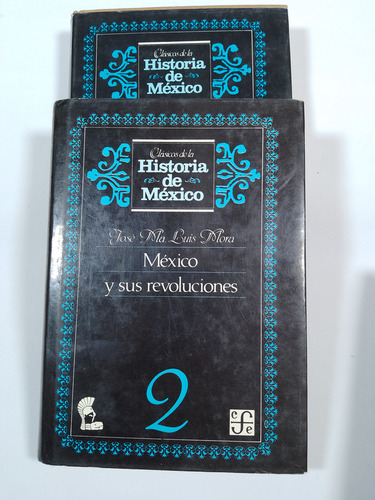 Clásicos de la
Historia
de
México
Clásicos de la
Historia
de
México
José Ma. Luis Mora
México
y sus revoluciones
2
c f e